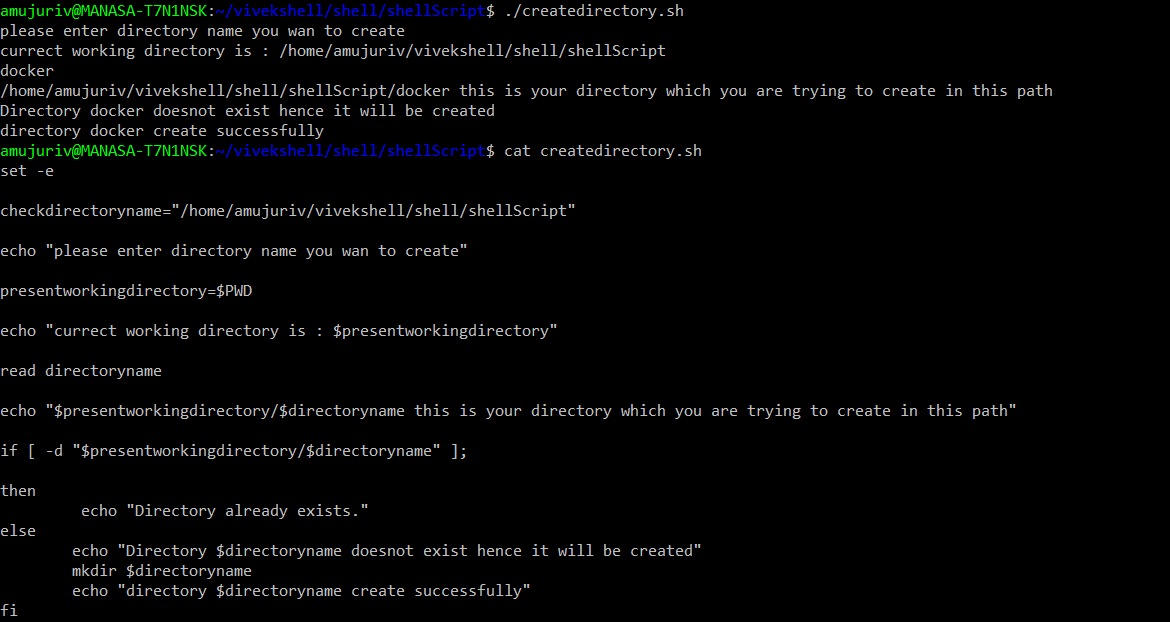 amujuriv@MANASA-T7N1NSK:~/vivekshell/shell/shellScript$ ./createdirectory.sh
please enter directory name you wan to create
currect working directory is : /home/amujuriv/vivekshell/shell/shellScript
docker
/home/amujuriv/vivekshell/shell/shellScript/docker this is your directory which you are trying to create in this path
Directory docker doesnot exist hence it will be created
directory docker create successfully
amujuriv@MANASA-T7N1NSK:~/vivekshell/shell/shellScript$ cat createdirectory.sh
set -e
checkdirectoryname="/home/amujuriv/vivekshell/shell/shellScript"
echo "please enter directory name you wan to create"
presentworkingdirectory=$PWD
echo "currect working directory is : $presentworkingdirectory"
read directoryname
echo "$presentworkingdirectory/$directoryname this is your directory which you are trying to create in this path"
if [ -d "$presentworkingdirectory/$directoryname" ];
then
echo "Directory already exists."
else
echo "Directory $directoryname doesnot exist hence it will be created"
mkdir $directoryname
echo "directory $directoryname create successfully"
fi